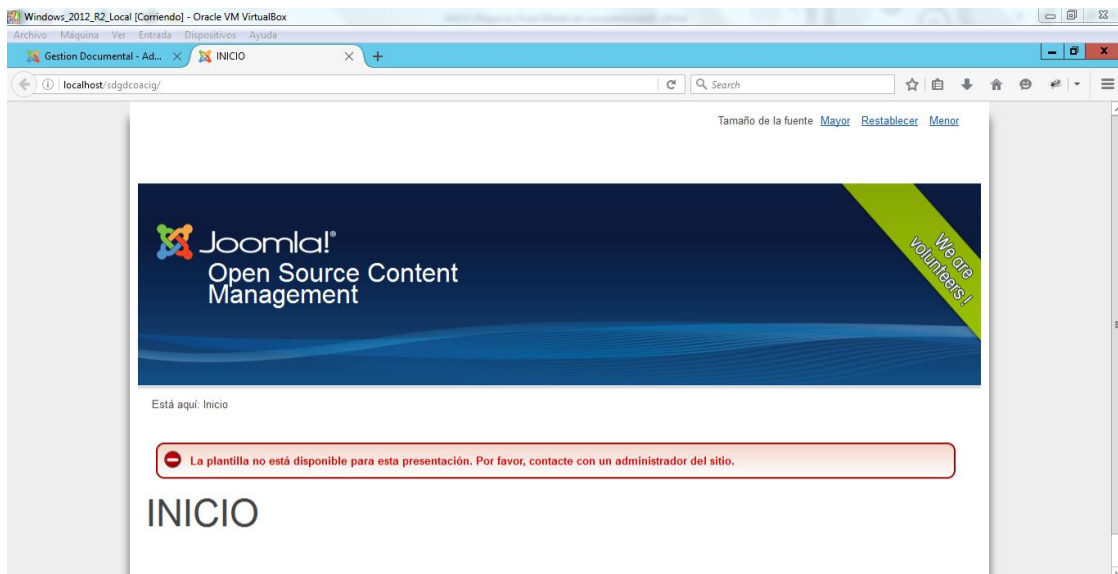 Windows_2012_R2_Local [Corriendo] - Oracle VM VirtualBox
Archivo Máquina Ver Entrada Dispositivos Ayuda
Gestion Documental - Ad...
INICIO
localhost/sdgdcoacig/
Search
Tamaño de la fuente Mayor Restablecer Menor
Joomla!®
Open Source Content
Management
We are
volunteers !
Está aquí: Inicio
La plantilla no está disponible para esta presentación. Por favor, contacte con un administrador del sitio.
INICIO